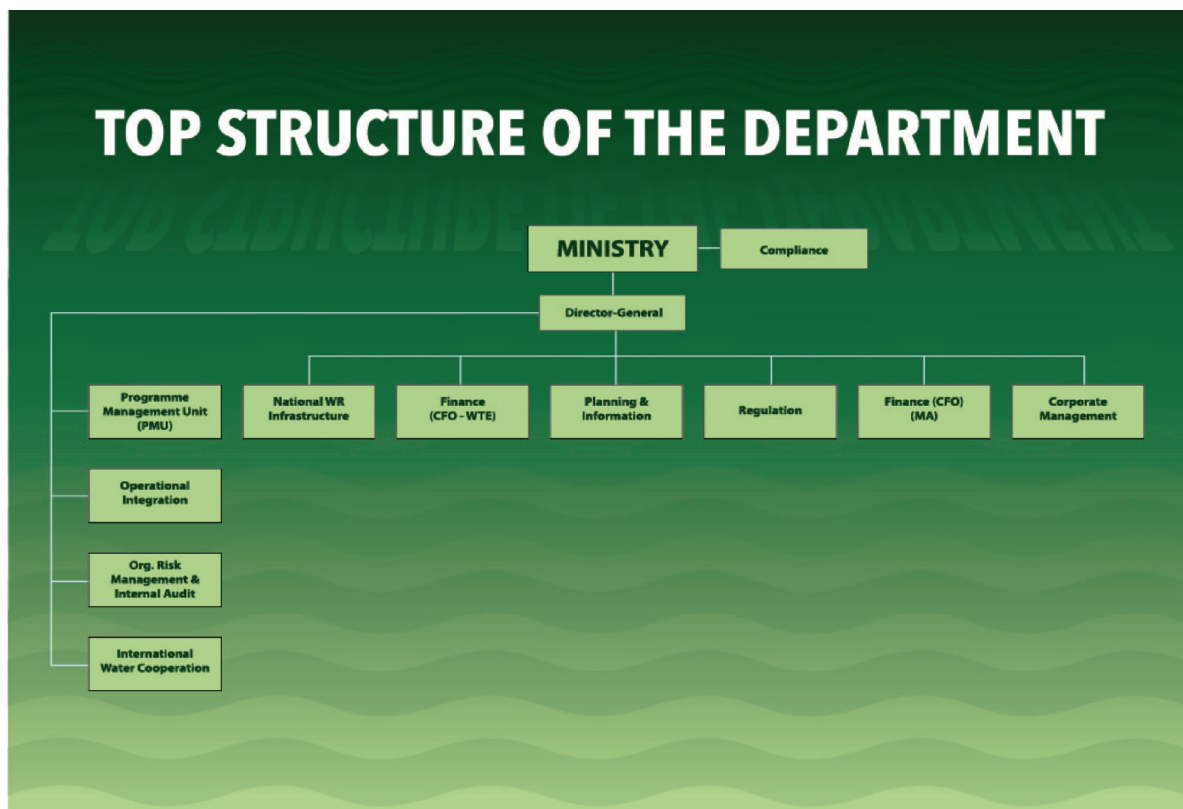 TOP STRUCTURE OF THE DEPARTMENT
MINISTRY
Compliance
Director-General
Programme
Management Unit
(PMU)
National WR
Infrastructure
Finance
(CFO - WTE)
Planning &
Information
Regulation
Finance (CFO)
(MA)
Corporate
Management
Operational
Integration
Org. Risk
Management &
Internal Audit
International
Water Cooperation